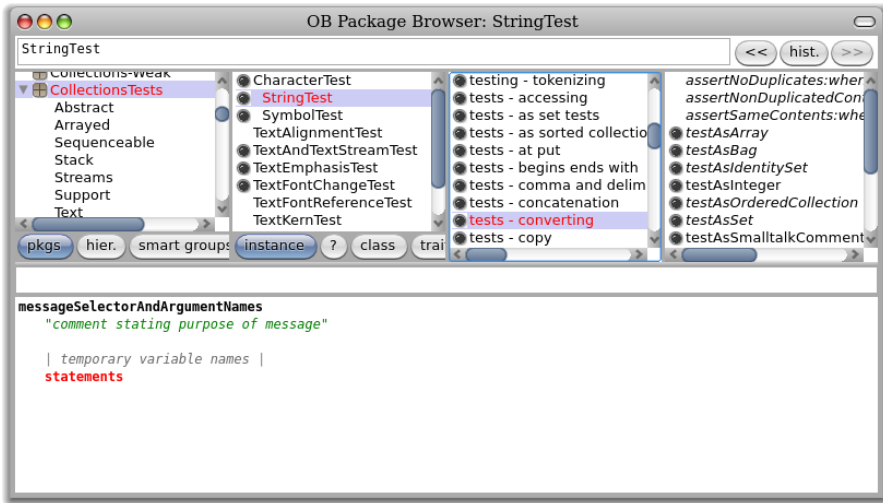 OB Package Browser: StringTest
StringTest
<<
hist.
>>
Collections-Weak
CollectionsTests
Abstract
Arrayed
Sequenceable
Stack
Streams
Support
Text
CharacterTest
StringTest
SymbolTest
TextAlignmentTest
TextAndTextStreamTest
TextEmphasisTest
TextFontChangeTest
TextFontReferenceTest
TextKernTest
testing - tokenizing
tests - accessing
tests - as set tests
tests - as sorted collectio
tests - at put
tests - begins ends with
tests - comma and delim
tests - concatenation
tests - converting
tests - copy
assertNoDuplicates:wher
assertNonDuplicatedCont
assertSameContents:whe
testAsArray
testAsBag
testAsIdentitySet
testAsInteger
testAsOrderedCollection
testAsSet
testAsSmalltalkComment
pkgs
hier.
smart groups
instance
?
class
trai
messageSelectorAndArgumentNames
"comment stating purpose of message"
| temporary variable names |
statements